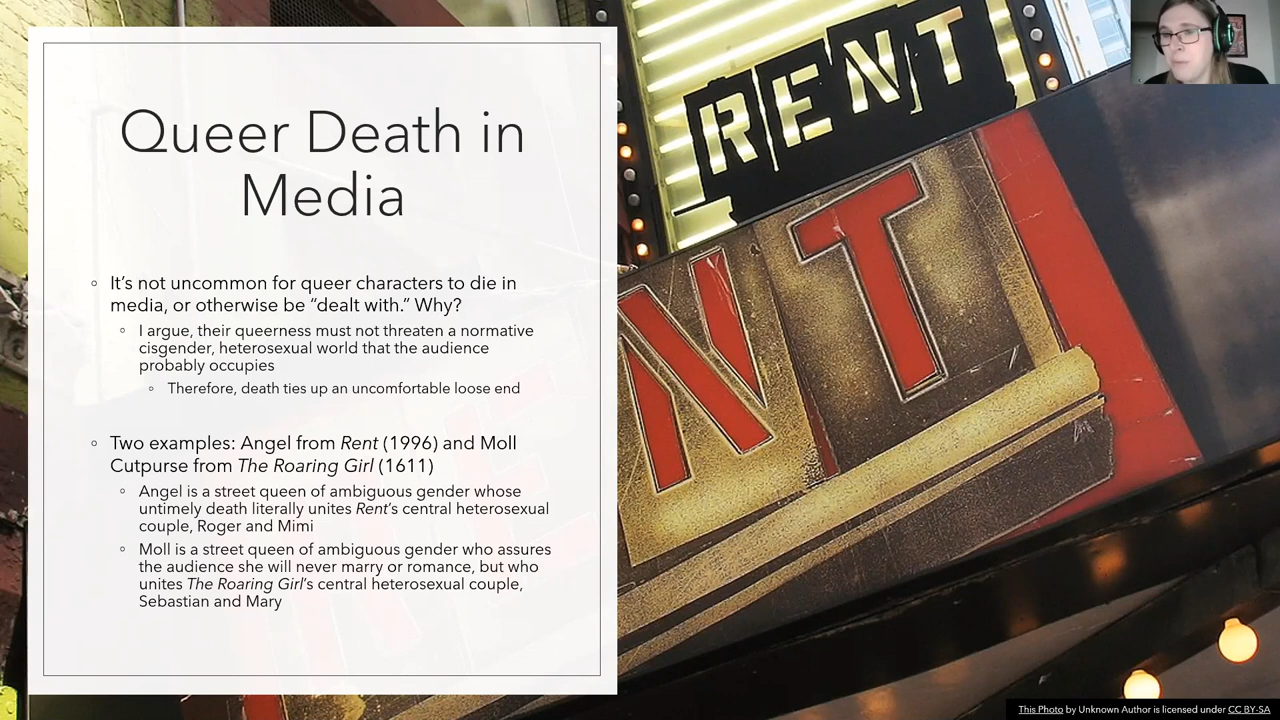 Queer Death in
Media
It’s not uncommon for queer characters to die in
media, or otherwise be “dealt with.” Why?
I argue, their queerness must not threaten a normative
cisgender, heterosexual world that the audience
probably occupies
Therefore, death ties up an uncomfortable loose end
Two examples: Angel from Rent (1996) and Moll
Cutpurse from The Roaring Girl (1611)
Angel is a street queen of ambiguous gender whose
untimely death literally unites Rent’s central heterosexual
couple, Roger and Mimi
Moll is a street queen of ambiguous gender who assures
the audience she will never marry or romance, but who
unites The Roaring Girl’s central heterosexual couple,
Sebastian and Mary
RENT
NT
This Photo by Unknown Author is licensed under CC BY-SA